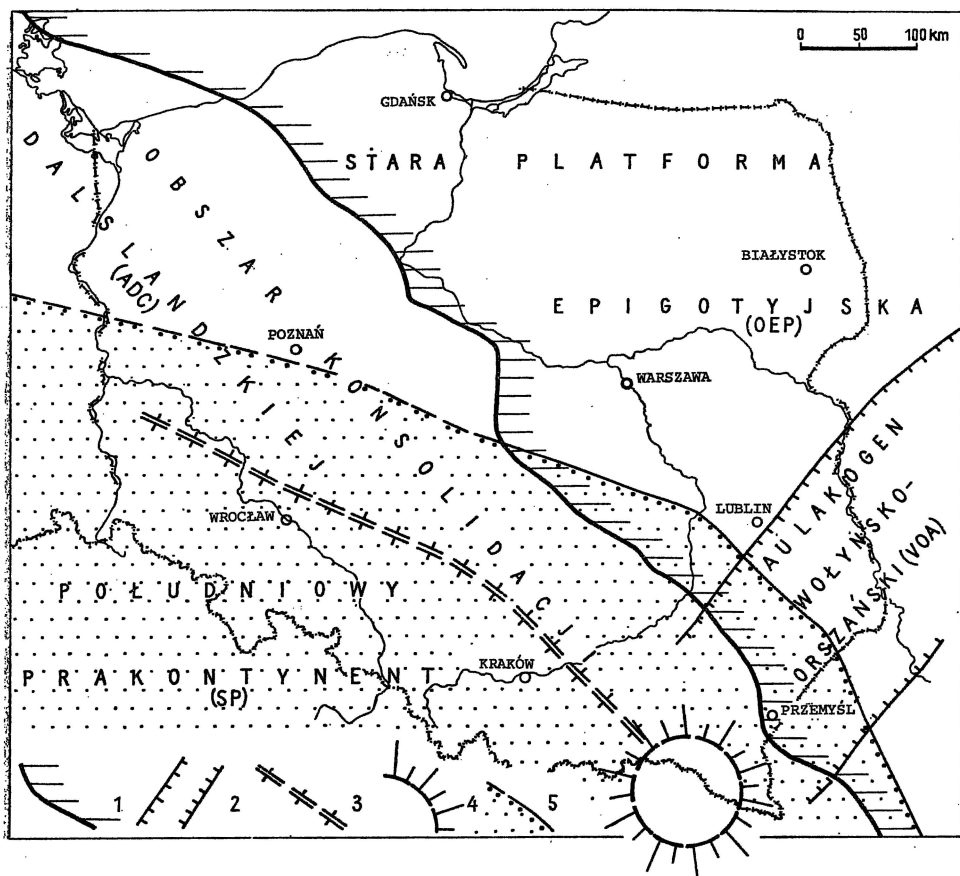 0 50 100 km
GDAŃSK
STARA PLATFORMA
BIAŁYSTOK
EPIGOTYJSKA
(OEP)
OBSZAR KONSOLIDACJI
DALSLANDZKIEJ
(ADC)
POZNAŃ
WARSZAWA
WROCŁAW
LUBLIN
AULAKOGEN
WOŁYŃSKO-
ORSZAŃSKI (VOA)
POŁUDNIOWY
PRAKONTYNENT
(SP)
KRAKÓW
PRZEMYŚL
1 2 3 4 5